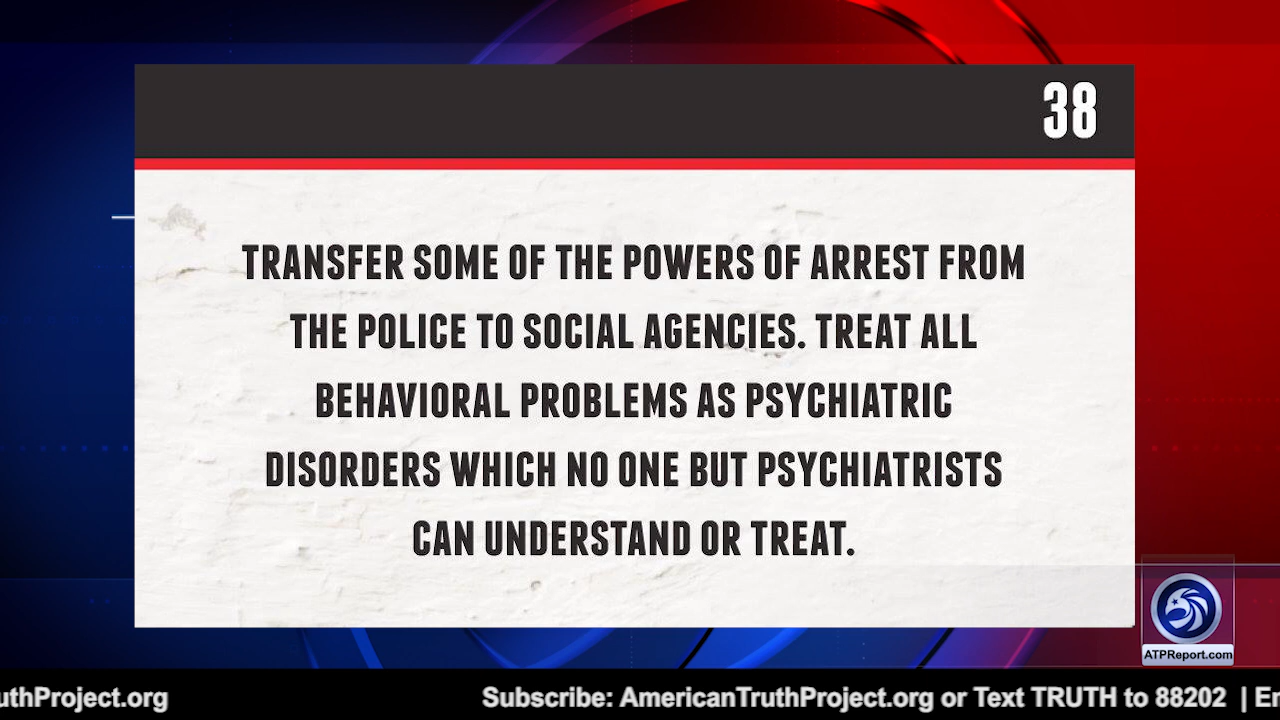 38
TRANSFER SOME OF THE POWERS OF ARREST FROM
THE POLICE TO SOCIAL AGENCIES. TREAT ALL
BEHAVIORAL PROBLEMS AS PSYCHIATRIC
DISORDERS WHICH NO ONE BUT PSYCHIATRISTS
CAN UNDERSTAND OR TREAT.
ATPReport.com
uthProject.org Subscribe: AmericanTruthProject.org or Text TRUTH to 88202 | En